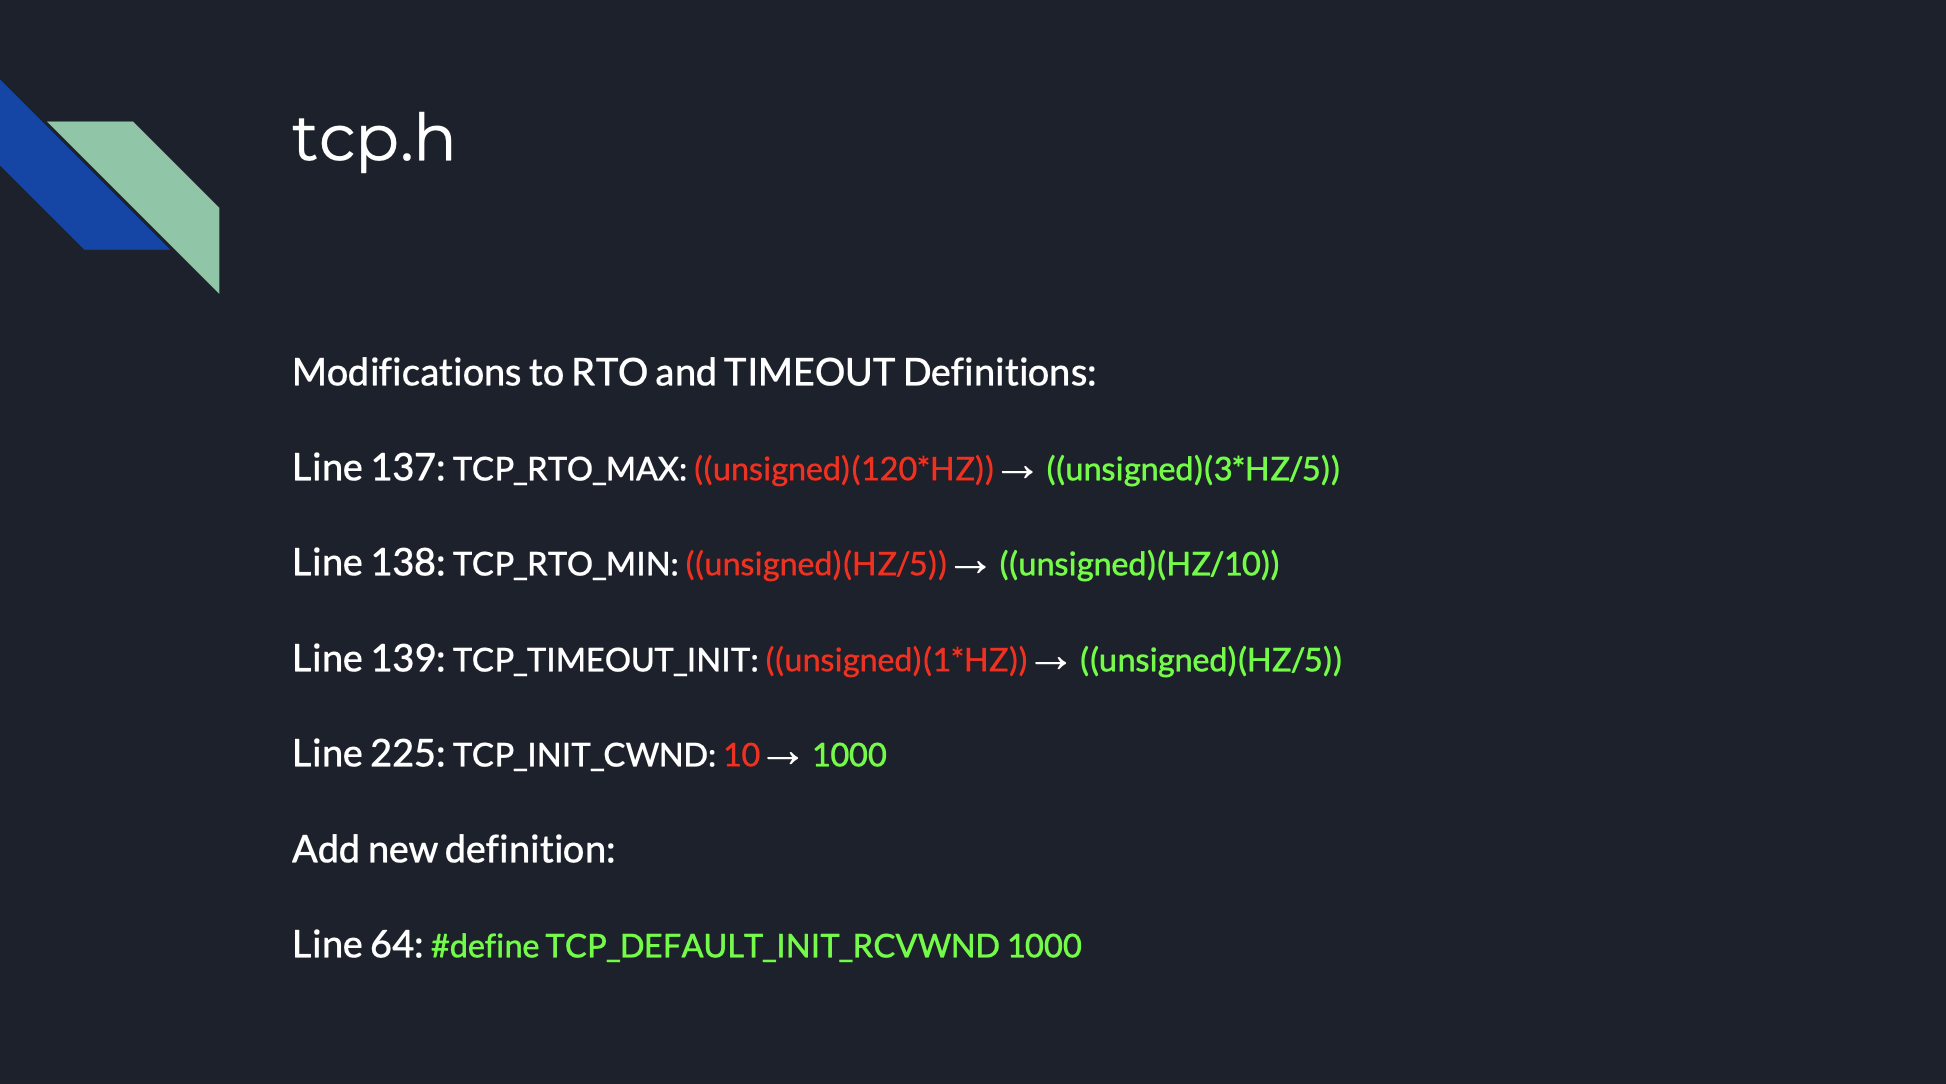 tcp.h
Modifications to RTO and TIMEOUT Definitions:
Line 137: TCP_RTO_MAX: ((unsigned)(120*HZ)) → ((unsigned)(3*HZ/5))
Line 138: TCP_RTO_MIN: ((unsigned)(HZ/5)) → ((unsigned)(HZ/10))
Line 139: TCP_TIMEOUT_INIT: ((unsigned)(1*HZ)) → ((unsigned)(HZ/5))
Line 225: TCP_INIT_CWND: 10 → 1000
Add new definition:
Line 64: #define TCP_DEFAULT_INIT_RCVWND 1000